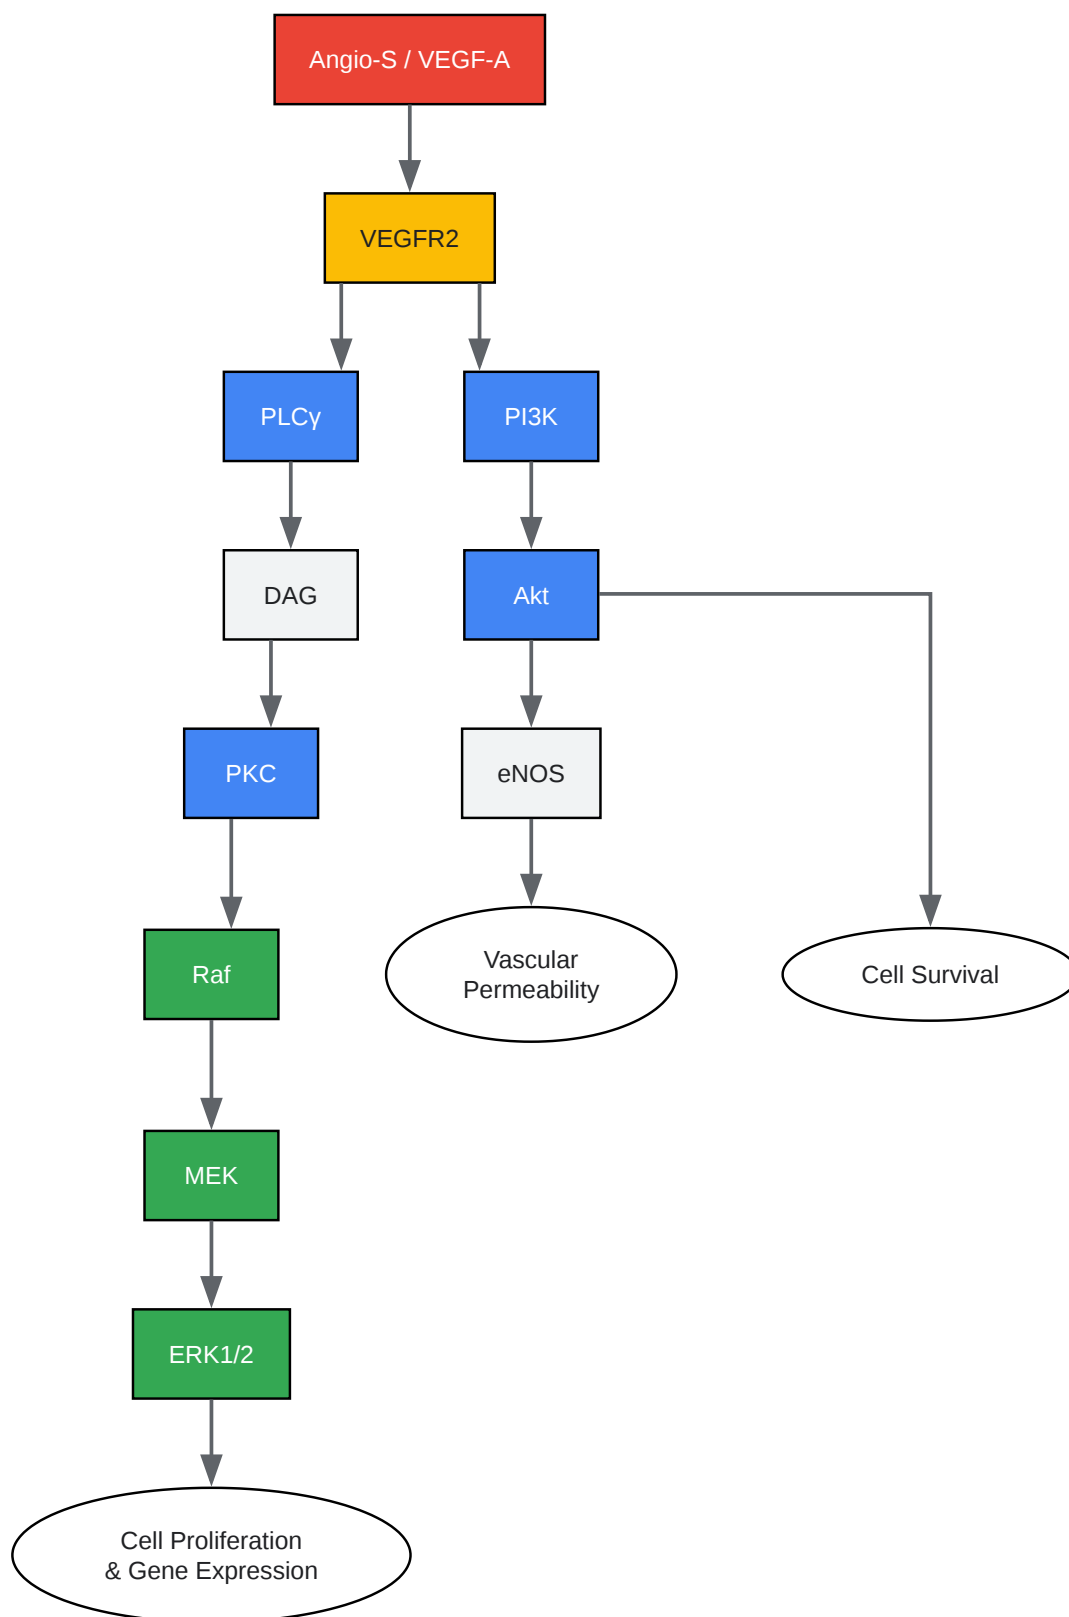 Angio-S / VEGF-A
VEGFR2
PLCγ
PI3K
DAG
Akt
PKC
eNOS
Raf
Vascular
Permeability
Cell Survival
MEK
ERK1/2
Cell Proliferation
& Gene Expression